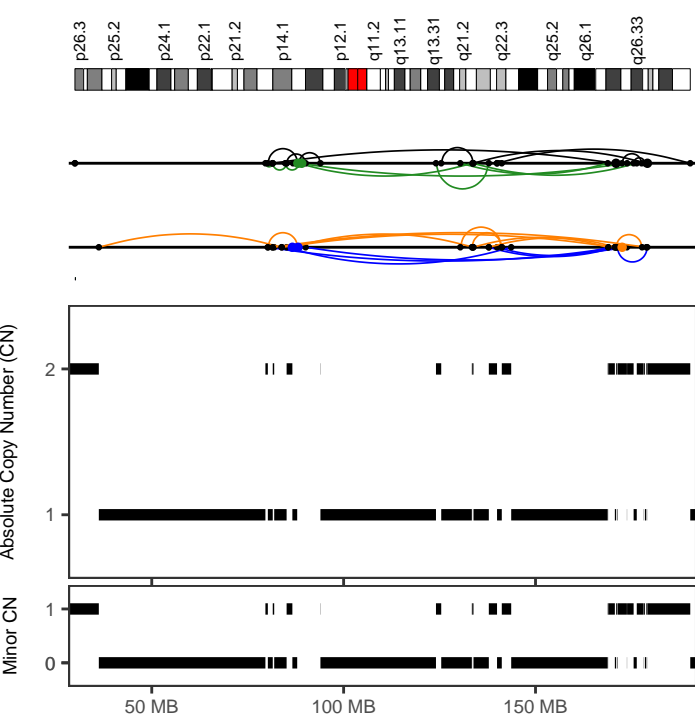 p26.3 p25.2 p24.1 p22.1 p21.2 p14.1 p12.1 q11.2 q13.11 q13.31 q21.2 q22.3 q25.2 q26.1 q26.33
Absolute Copy Number (CN)
2
1
Minor CN
1
0
50 MB 100 MB 150 MB